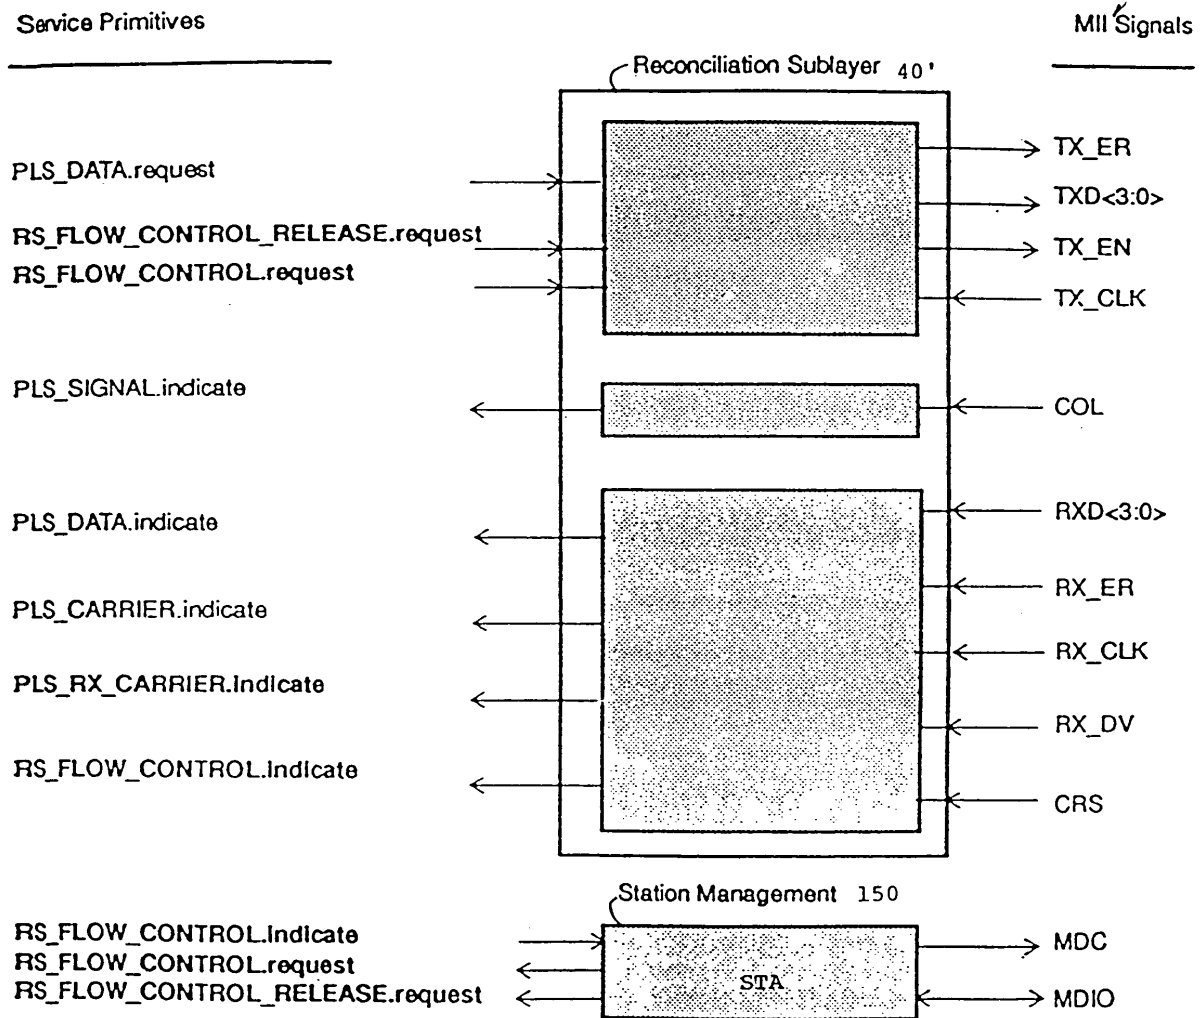 Service Primitives
MII Signals
Reconciliation Sublayer 40'
PLS_DATA.request
RS_FLOW_CONTROL_RELEASE.request
RS_FLOW_CONTROL.request
TX_ER
TXD<3:0>
TX_EN
TX_CLK
PLS_SIGNAL.indicate
COL
PLS_DATA.indicate
PLS_CARRIER.indicate
PLS_RX_CARRIER.indicate
RS_FLOW_CONTROL.indicate
RXD<3:0>
RX_ER
RX_CLK
RX_DV
CRS
Station Management 150
RS_FLOW_CONTROL.indicate
RS_FLOW_CONTROL.request
RS_FLOW_CONTROL_RELEASE.request
STA
MDC
MDIO